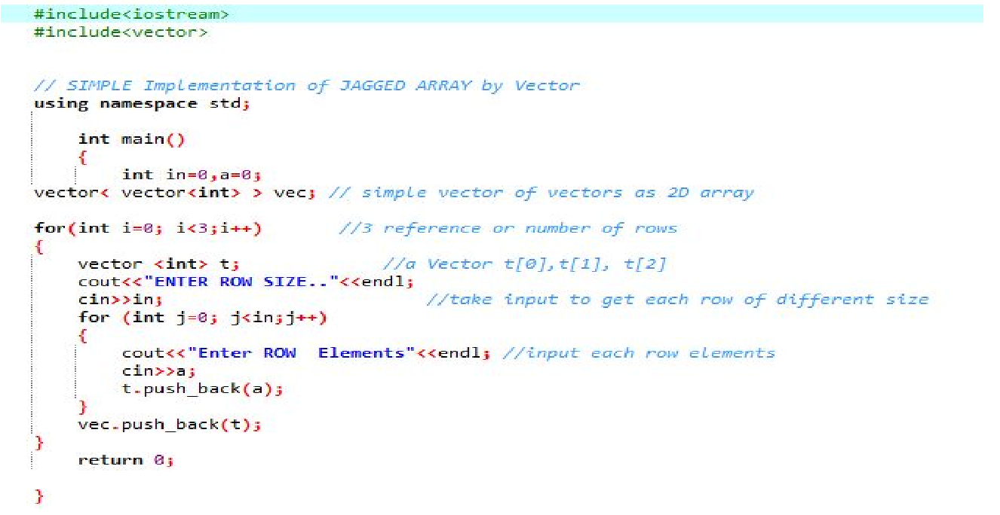 #include<iostream>
#include<vector>
// SIMPLE Implementation of JAGGED ARRAY by Vector
using namespace std;
int main()
{
int in=0,a=0;
vector< vector<int> > vec; // simple vector of vectors as 2D array
for(int i=0; i<3;i++) //3 reference or number of rows
{
vector <int> t; //a Vector t[0],t[1], t[2]
cout<<"ENTER ROW SIZE.."<<endl;
cin>>in; //take input to get each row of different size
for (int j=0; j<in;j++)
{
cout<<"Enter ROW  Elements"<<endl; //input each row elements
cin>>a;
t.push_back(a);
}
vec.push_back(t);
}
return 0;
}